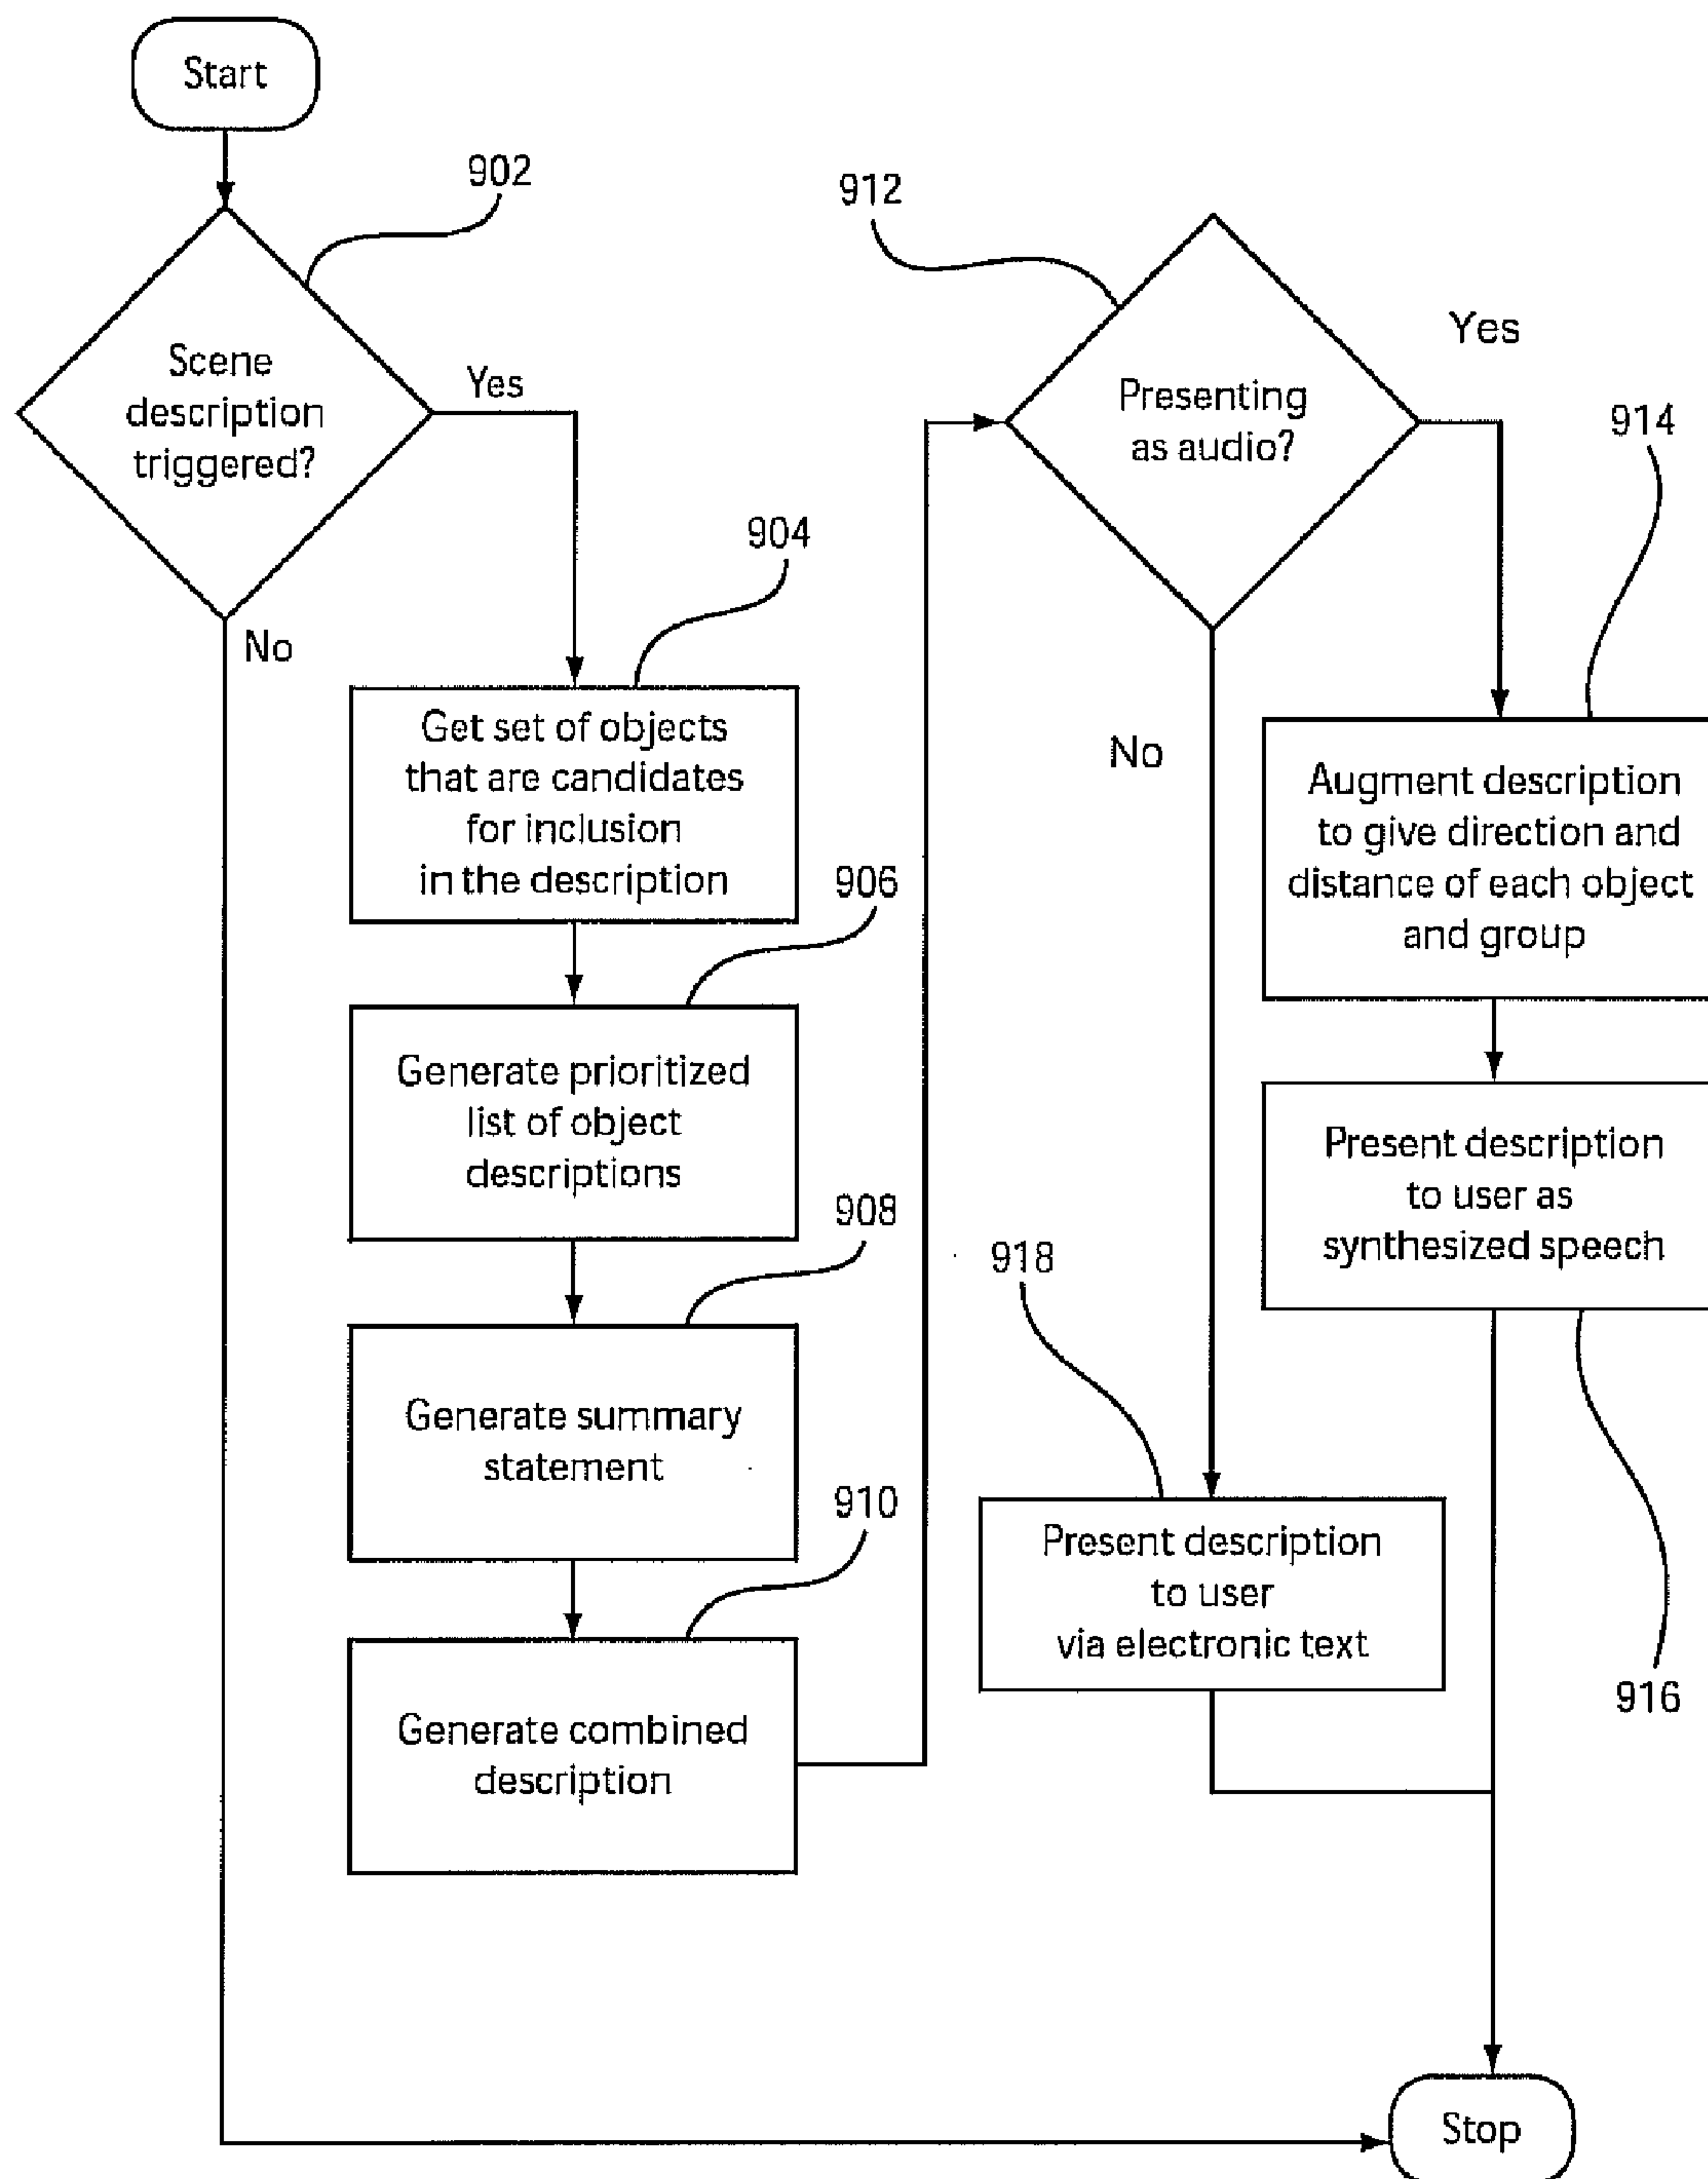 Start
902
Scene
description
triggered?
Yes
No
904
Get set of objects
that are candidates
for inclusion
in the description
906
Generate prioritized
list of object
descriptions
908
Generate summary
statement
910
Generate combined
description
912
Presenting
as audio?
Yes
No
914
Augment description
to give direction and
distance of each object
and group
Present description
to user as
synthesized speech
916
918
Present description
to user
via electronic text
Stop